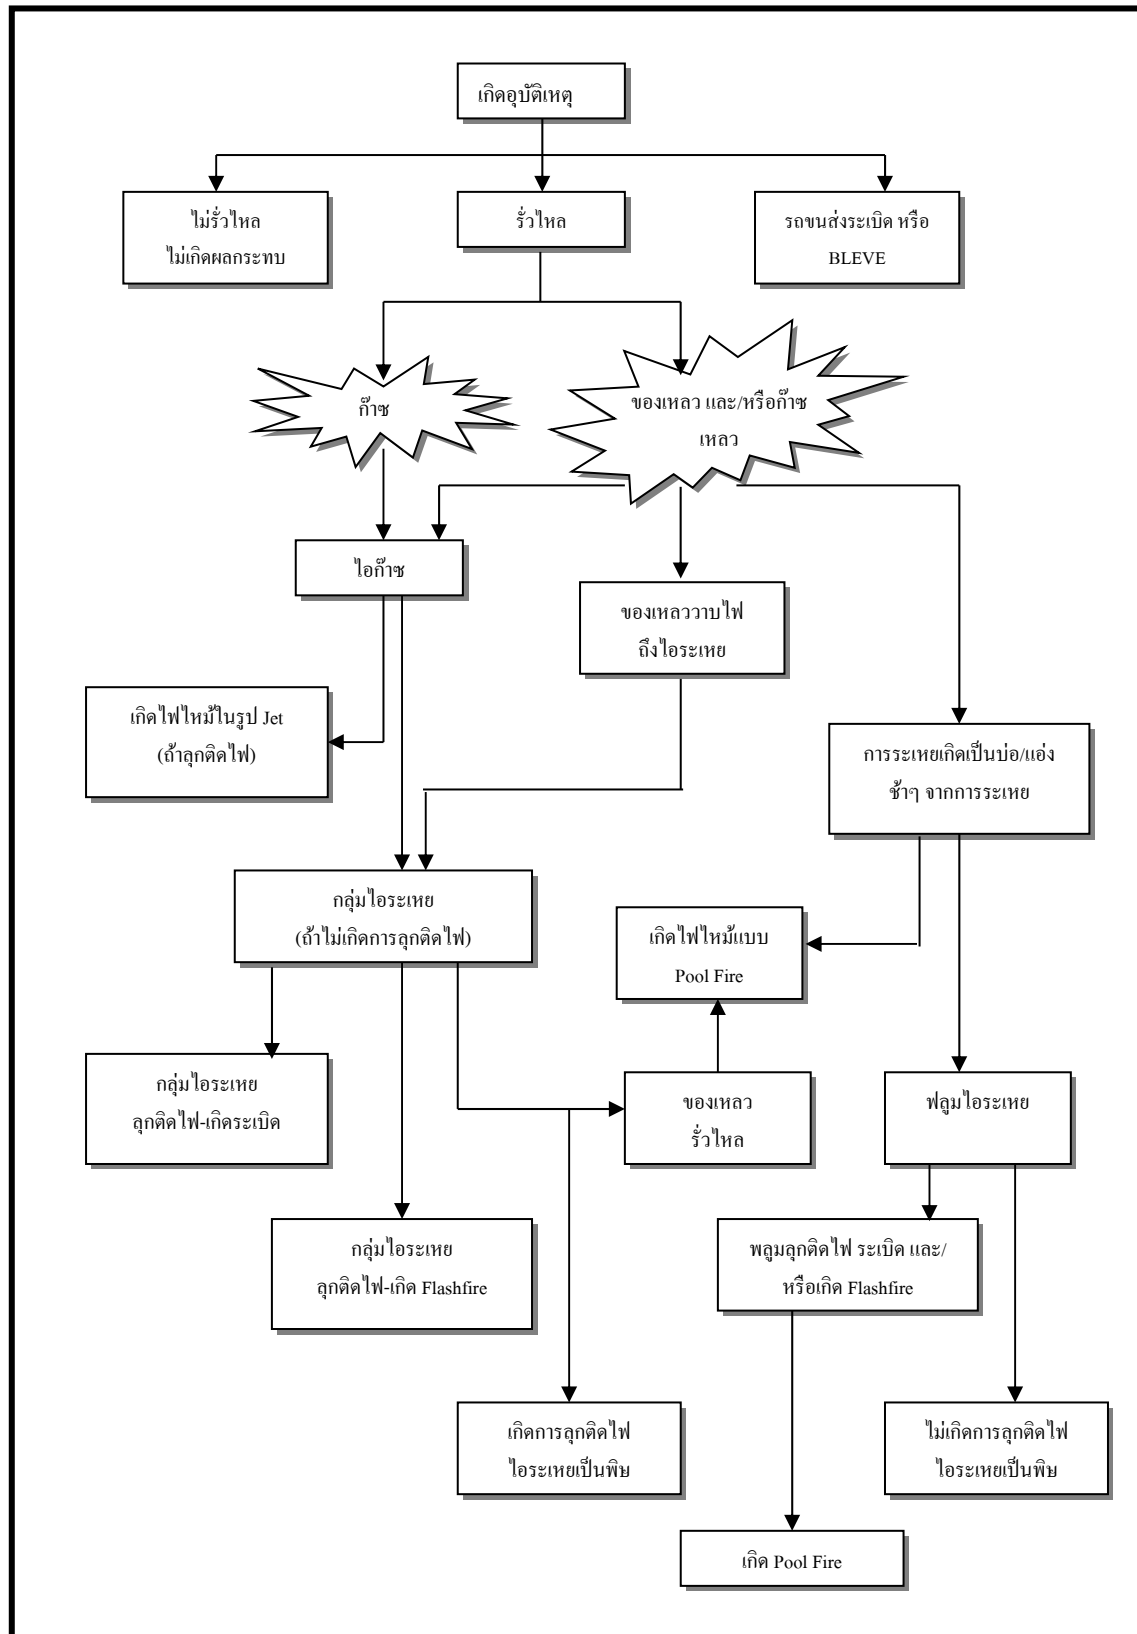 เกิดอุบัติเหตุ
ไม่รั่วไหล
ไม่เกิดผลกระทบ
รั่วไหล
รถขนส่งระเบิด หรือ
BLEVE
ก๊าซ
ของเหลว และ/หรือก๊าซ
เหลว
ไอก๊าซ
ของเหลววาบไฟ
ถึงไอระเหย
เกิดไฟไหม้ในรูป Jet
(ถ้าลุกติดไฟ)
การระเหยเกิดเป็นบ่อ/แอ่ง
ช้าๆ จากการระเหย
กลุ่มไอระเหย
(ถ้าไม่เกิดการลุกติดไฟ)
เกิดไฟไหม้แบบ
Pool Fire
กลุ่มไอระเหย
ลุกติดไฟ-เกิดระเบิด
ของเหลว
รั่วไหล
ฟลูมไอระเหย
กลุ่มไอระเหย
ลุกติดไฟ-เกิด Flashfire
พลูมลุกติดไฟ ระเบิด และ/
หรือเกิด Flashfire
เกิดการลุกติดไฟ
ไอระเหยเป็นพิษ
ไม่เกิดการลุกติดไฟ
ไอระเหยเป็นพิษ
เกิด Pool Fire